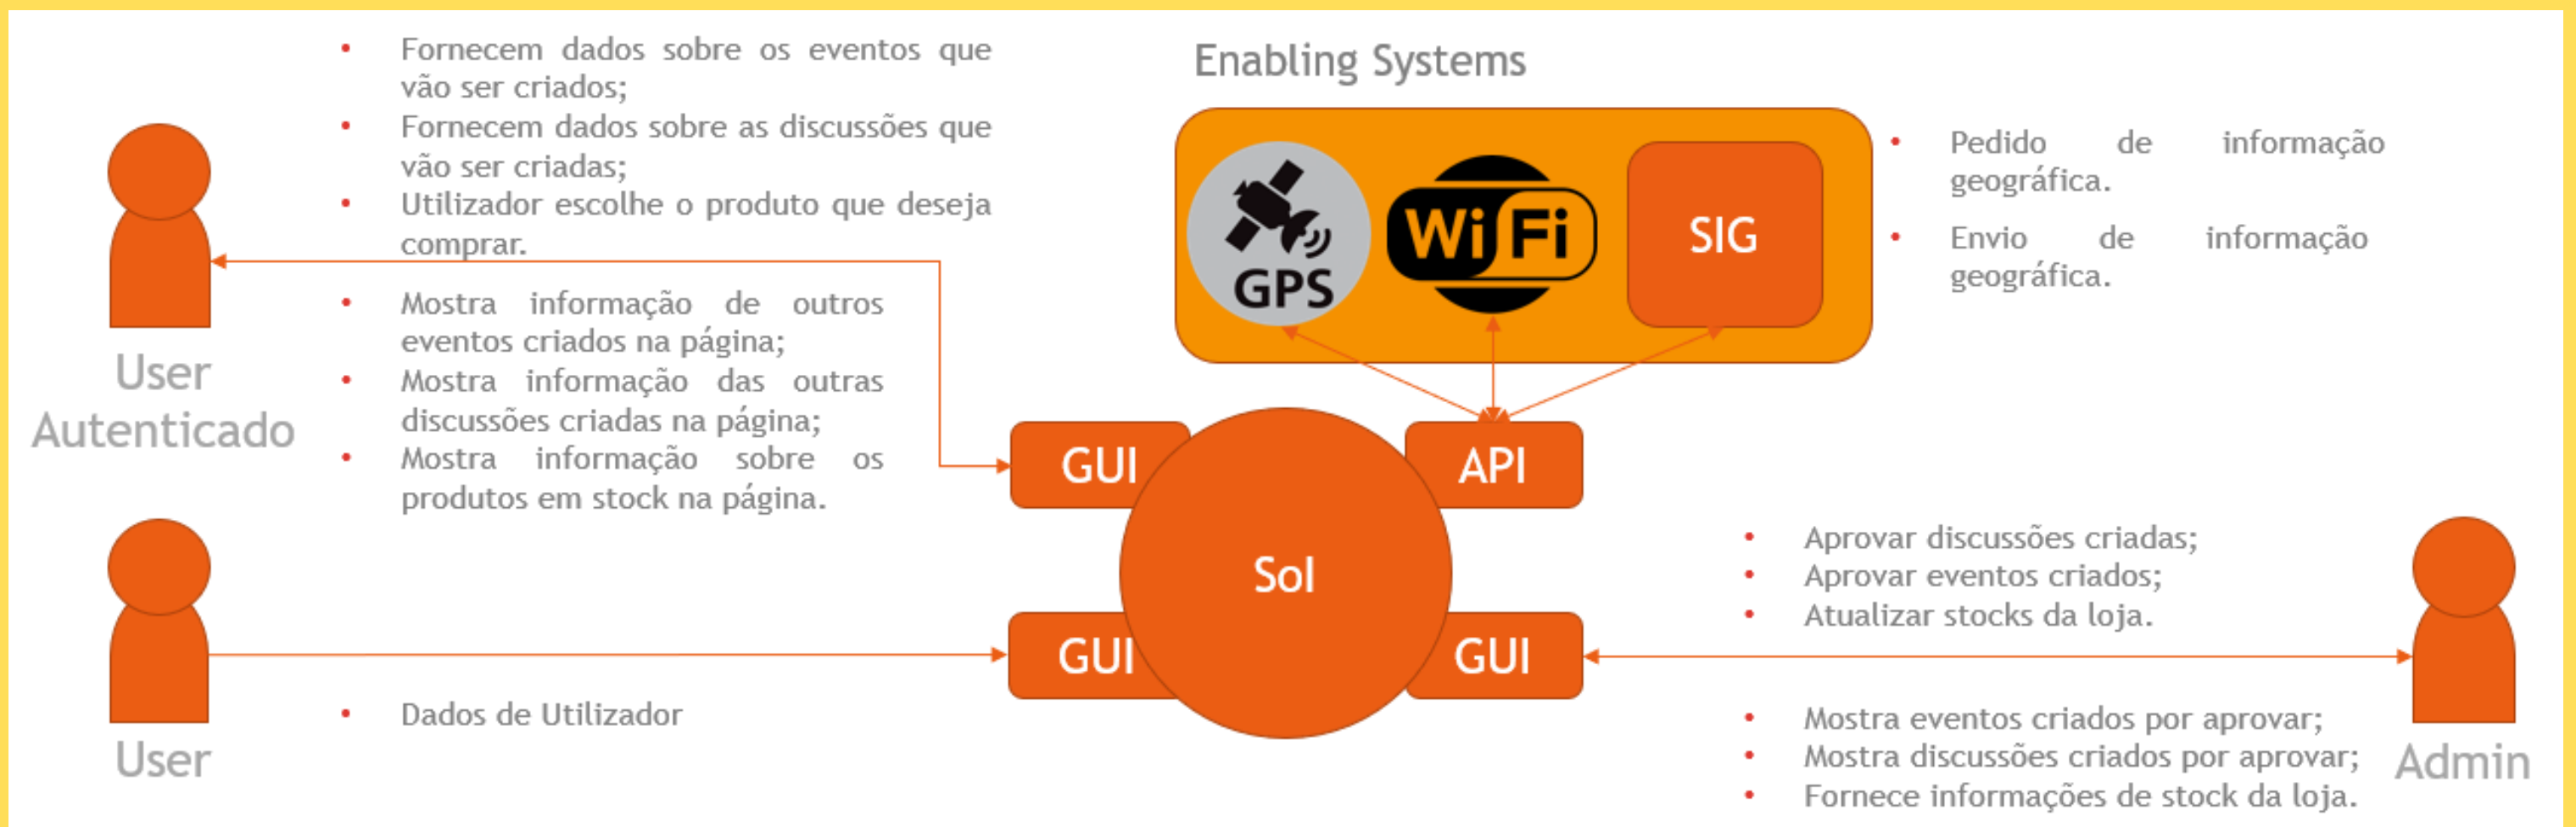 • Fornecem dados sobre os eventos que
vão ser criados;
• Fornecem dados sobre as discussões que
vão ser criadas;
• Utilizador escolhe o produto que deseja
comprar.
• Mostra informação de outros
eventos criados na página;
• Mostra informação das outras
discussões criadas na página;
• Mostra informação sobre os
produtos em stock na página.
User
Autenticado
User
• Dados de Utilizador
Enabling Systems
GPS
WiFi
SIG
• Pedido de informação
geográfica.
• Envio de informação
geográfica.
GUI
API
SoI
GUI
GUI
• Aprovar discussões criadas;
• Aprovar eventos criados;
• Atualizar stocks da loja.
• Mostra eventos criados por aprovar;
• Mostra discussões criados por aprovar;
• Fornece informações de stock da loja.
Admin